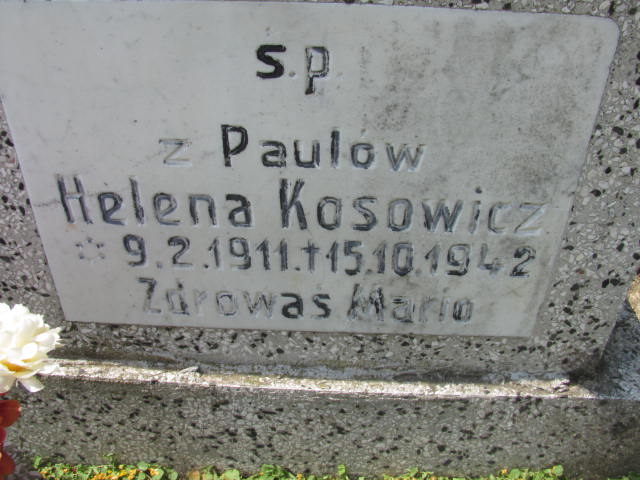 s.p.
z Paulów
Helena Kosowicz
* 9.2.1911.†15.10.1942
Zdrowaś Mario